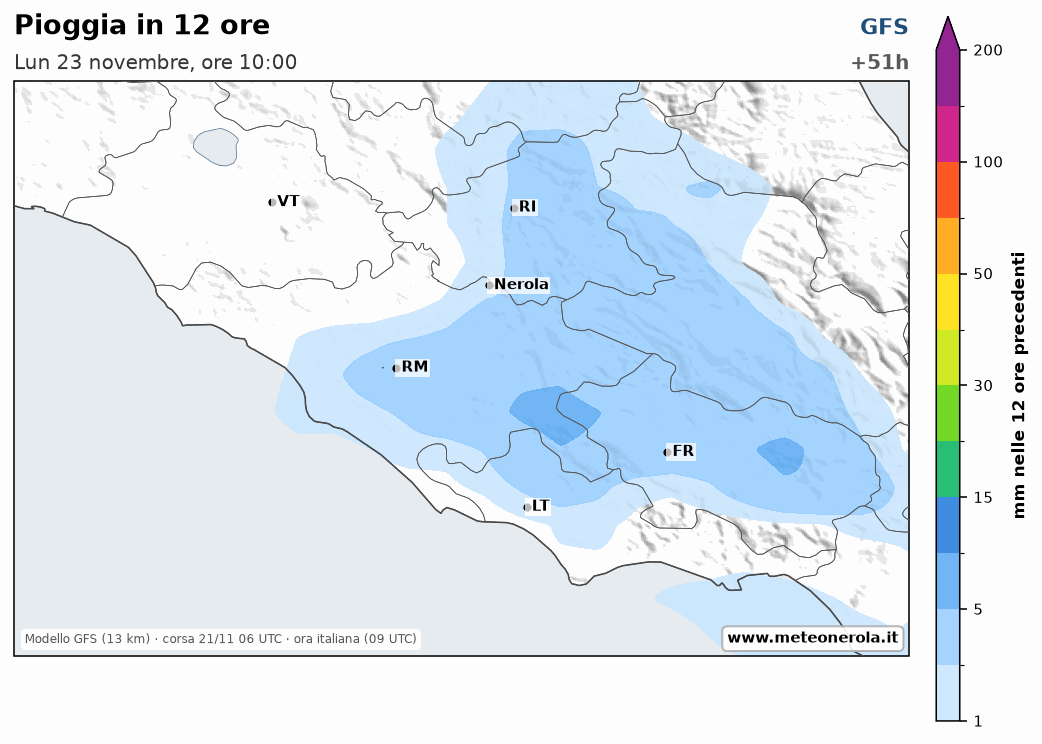 Pioggia in 12 ore
GFS
Lun 23 novembre, ore 10:00
+51h
200
100
50
30
15
5
1
mm nelle 12 ore precedenti
VT
RI
Nerola
RM
FR
LT
Modello GFS (13 km) · corsa 21/11 06 UTC · ora italiana (09 UTC)
www.meteonerola.it